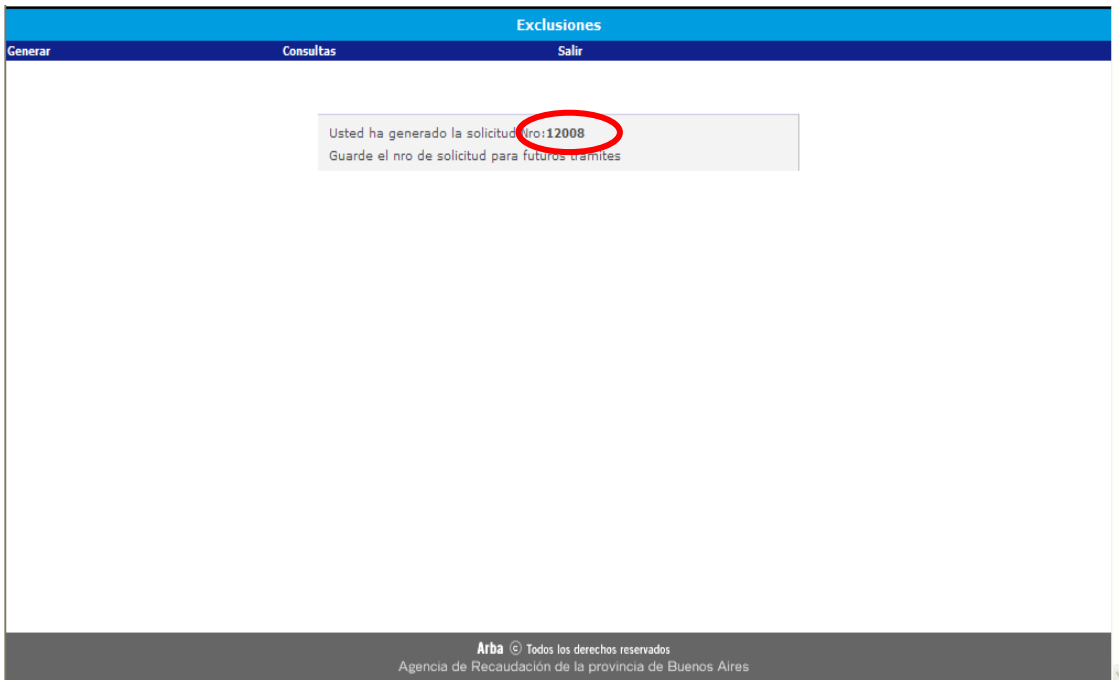 Exclusiones
Generar Consultas Salir
Usted ha generado la solicitud Nro:12008
Guarde el nro de solicitud para futuros tramites
Arba © Todos los derechos reservados
Agencia de Recaudación de la provincia de Buenos Aires